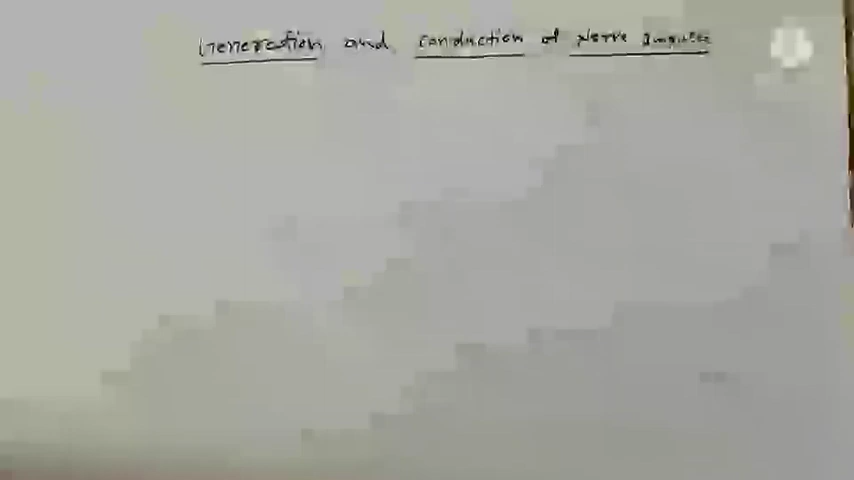 Generation and conduction of Nerve Impulse